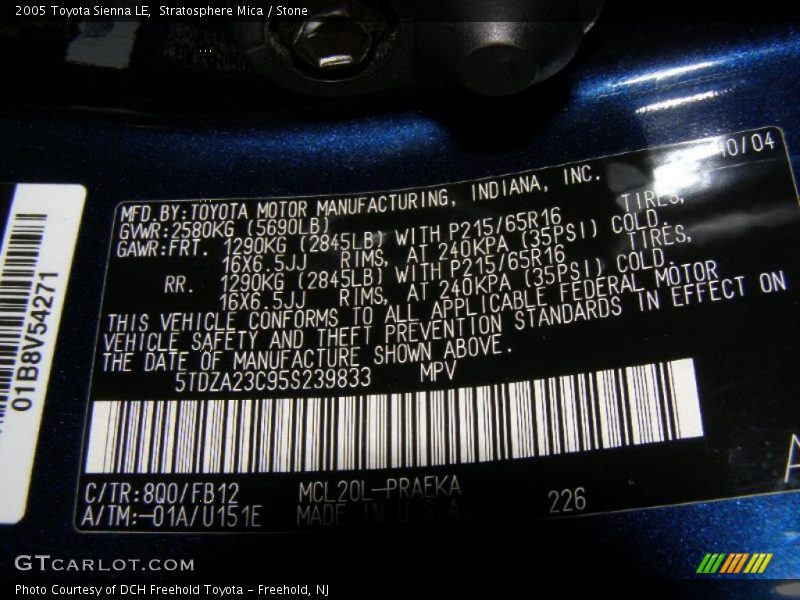 2005 Toyota Sienna LE, Stratosphere Mica / Stone
10/04
MFD.BY:TOYOTA MOTOR MANUFACTURING, INDIANA, INC.
GVWR:2580KG (5690LB)
GAWR:FRT. 1290KG (2845LB) WITH P215/65R16 TIRES,
16X6.5JJ RIMS, AT 240KPA (35PSI) COLD.
RR. 1290KG (2845LB) WITH P215/65R16 TIRES,
16X6.5JJ RIMS, AT 240KPA (35PSI) COLD.
THIS VEHICLE CONFORMS TO ALL APPLICABLE FEDERAL MOTOR
VEHICLE SAFETY AND THEFT PREVENTION STANDARDS IN EFFECT ON
THE DATE OF MANUFACTURE SHOWN ABOVE.
5TDZA23C95S239833 MPV
C/TR:8Q0/FB12 MCL20L-PRAEKA
A/TM:-01A/U151E MADE IN U.S.A. 226
A
01B8V54271
GTCARLOT.COM
Photo Courtesy of DCH Freehold Toyota - Freehold, NJ